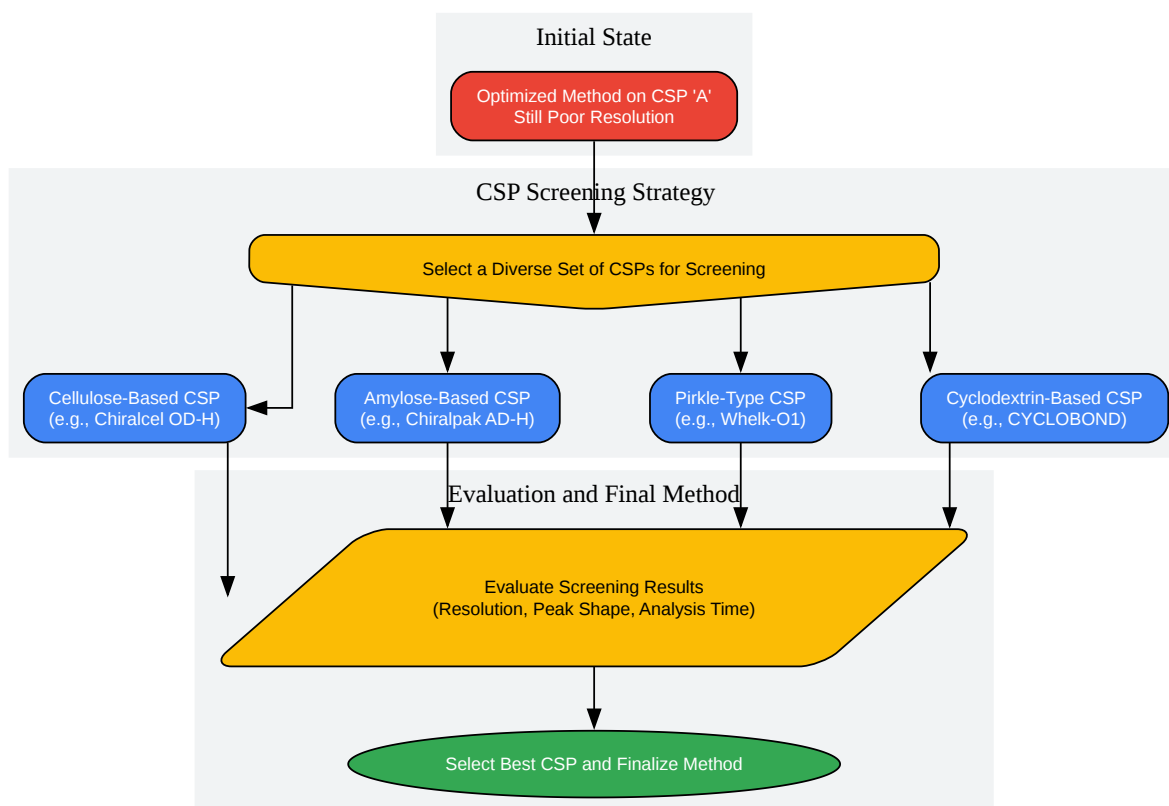 Initial State
Optimized Method on CSP 'A'
Still Poor Resolution
CSP Screening Strategy
Select a Diverse Set of CSPs for Screening
Cellulose-Based CSP
(e.g., Chiralcel OD-H)
Amylose-Based CSP
(e.g., Chiralpak AD-H)
Pirkle-Type CSP
(e.g., Whelk-O1)
Cyclodextrin-Based CSP
(e.g., CYCLOBOND)
Evaluation and Final Method
Evaluate Screening Results
(Resolution, Peak Shape, Analysis Time)
Select Best CSP and Finalize Method